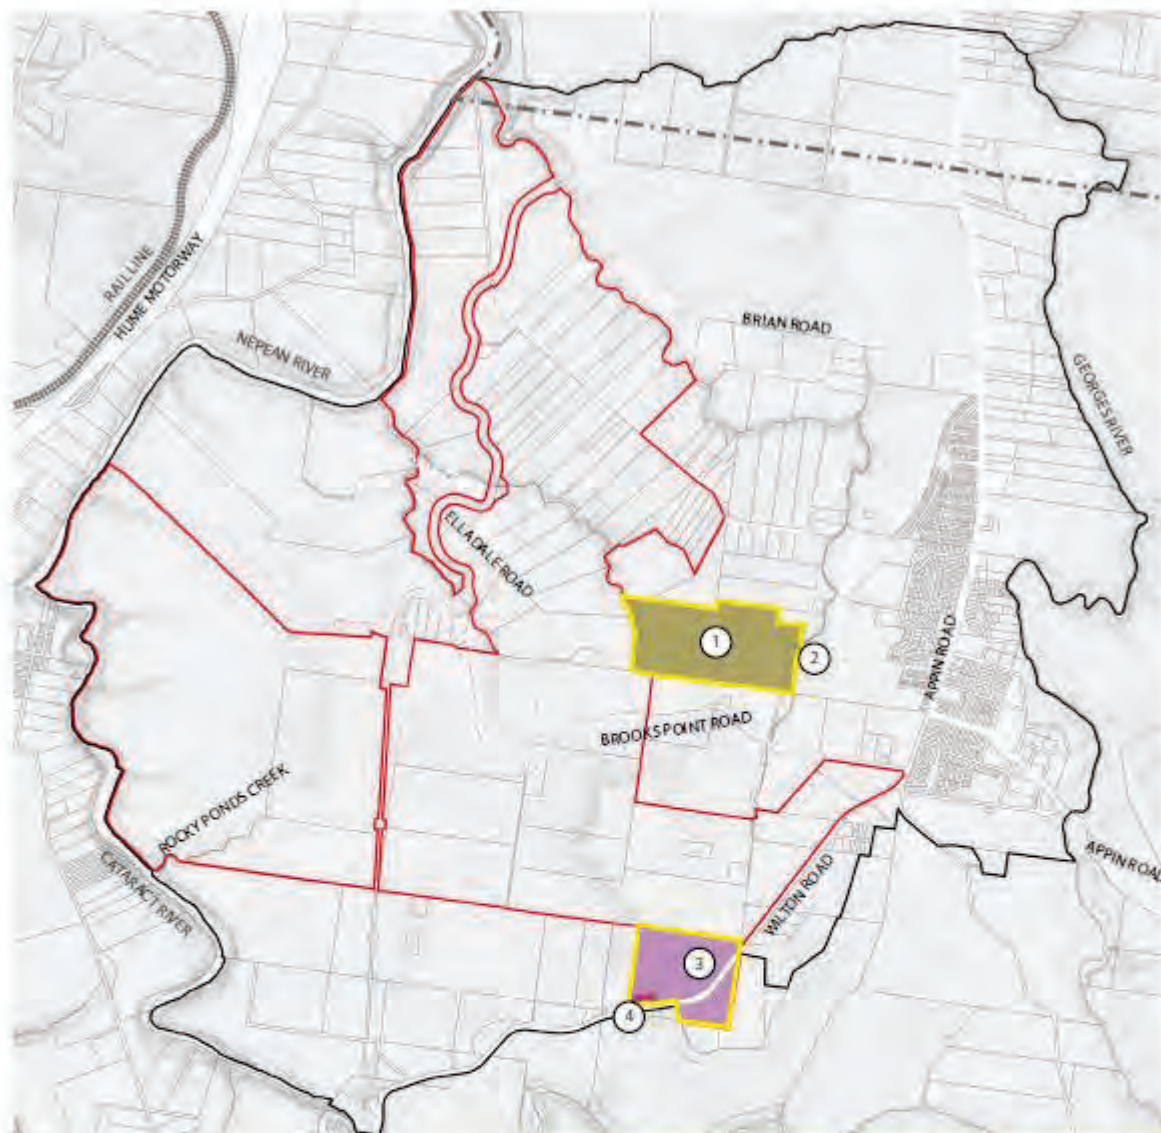 RAIL LINE
HUME MOTORWAY
NEPEAN RIVER
BRIAN ROAD
GEORGES RIVER
ELLADALE ROAD
1
2
APPIN ROAD
BROOKS POINT ROAD
ROCKY PONDS CREEK
CATARACT RIVER
WILTON ROAD
APPIN ROAD
3
4